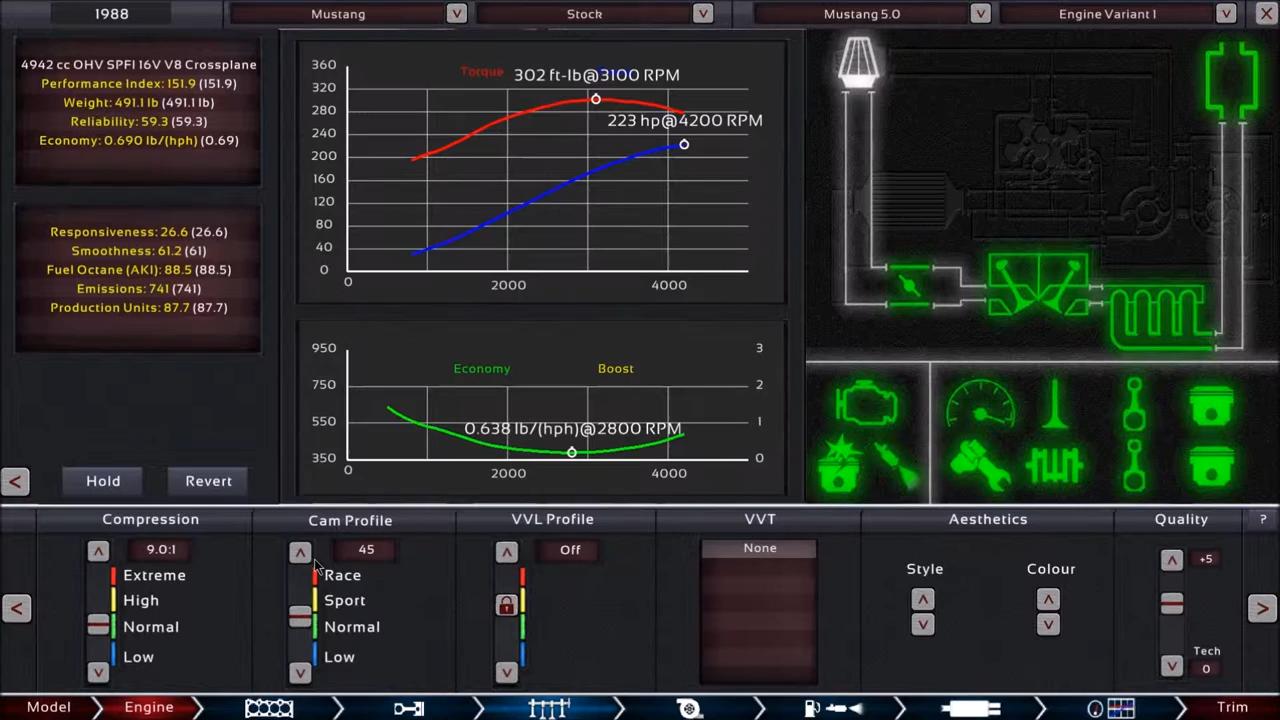 1988
Mustang
Stock
Mustang 5.0
Engine Variant 1
4942 cc OHV SPFI 16V V8 Crossplane
Performance Index: 151.9 (151.9)
Weight: 491.1 lb (491.1 lb)
Reliability: 59.3 (59.3)
Economy: 0.690 lb/(hph) (0.69)
Responsiveness: 26.6 (26.6)
Smoothness: 61.2 (61)
Fuel Octane (AKI): 88.5 (88.5)
Emissions: 741 (741)
Production Units: 87.7 (87.7)
Hold
Revert
360
320
280
240
200
160
120
80
40
0
Torque
302 ft-lb@3100 RPM
223 hp@4200 RPM
0
2000
4000
950
750
550
350
Economy
Boost
3
2
1
0
0.638 lb/(hph)@2800 RPM
0
2000
4000
Compression
9.0:1
Extreme
High
Normal
Low
Cam Profile
45
Race
Sport
Normal
Low
VVL Profile
Off
VVT
None
Aesthetics
Style
Colour
Quality
?
+5
Tech
0
Model
Engine
Trim